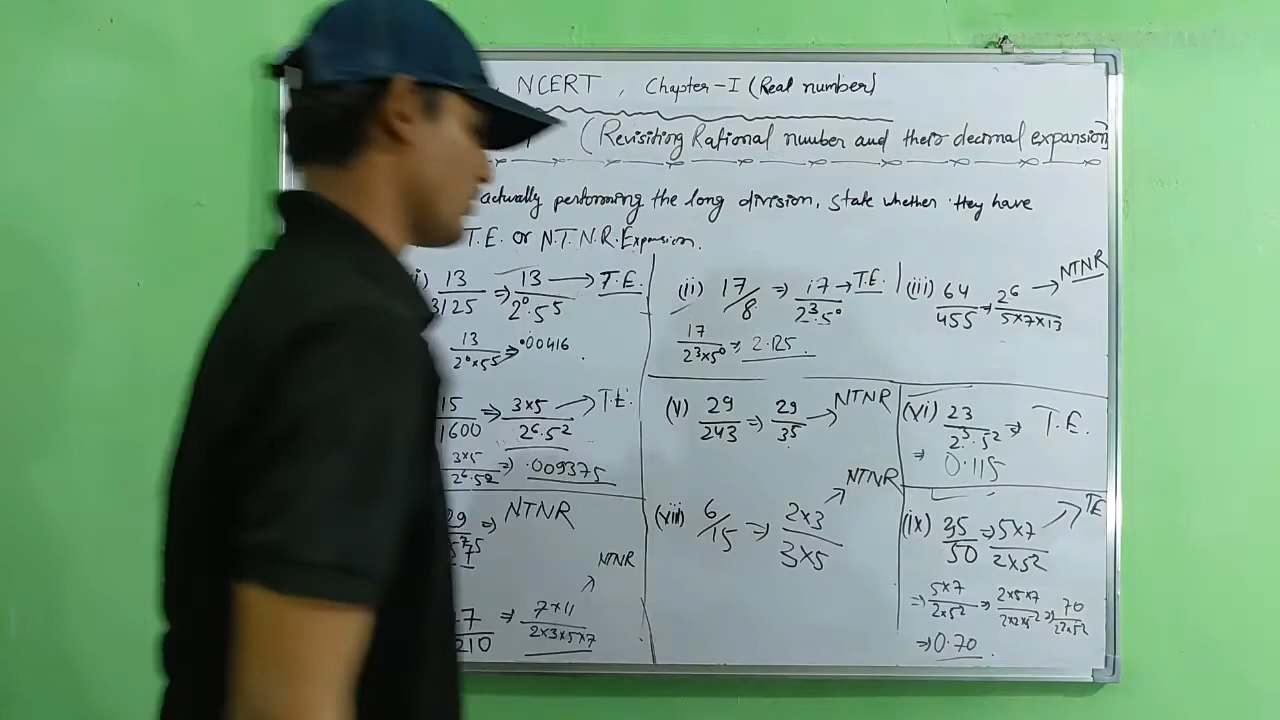 , NCERT , Chapter-I (Real number)
(Revisiting Rational number and their decimal expansion)
actually performing the long division, state whether they have
T.E. or N.T.N.R. Expansion.
i) 13/3125 ⇒ 13/2⁰·5⁵ → T.E.
13/2⁰×5⁵ ⇒ .00416 .
(ii) 17/8 ⇒ 17/2³·5⁰ → T.E.
17/2³×5⁰ ⇒ 2.125 .
(iii) 64/455 ⇒ 2⁶/5×7×13 → NTNR
15/1600 ⇒ 3×5/2⁶·5² → T.E.
3×5/2⁶·5² ⇒ .009375
(v) 29/243 ⇒ 29/3⁵ → NTNR
(vi) 23/2³·5² ⇒ T.E.
⇒ 0.115
⇒ NTNR
(viii) 6/15 ⇒ 2×3/3×5 → NTNR
(ix) 35/50 ⇒ 5×7/2×5² → TE
⇒ 5×7/2×5² ⇒ 2×5×7/2×2×5² ⇒ 70/2²×5²
⇒ 0.70 .
7/210 ⇒ 7×11/2×3×5×7 → NTNR